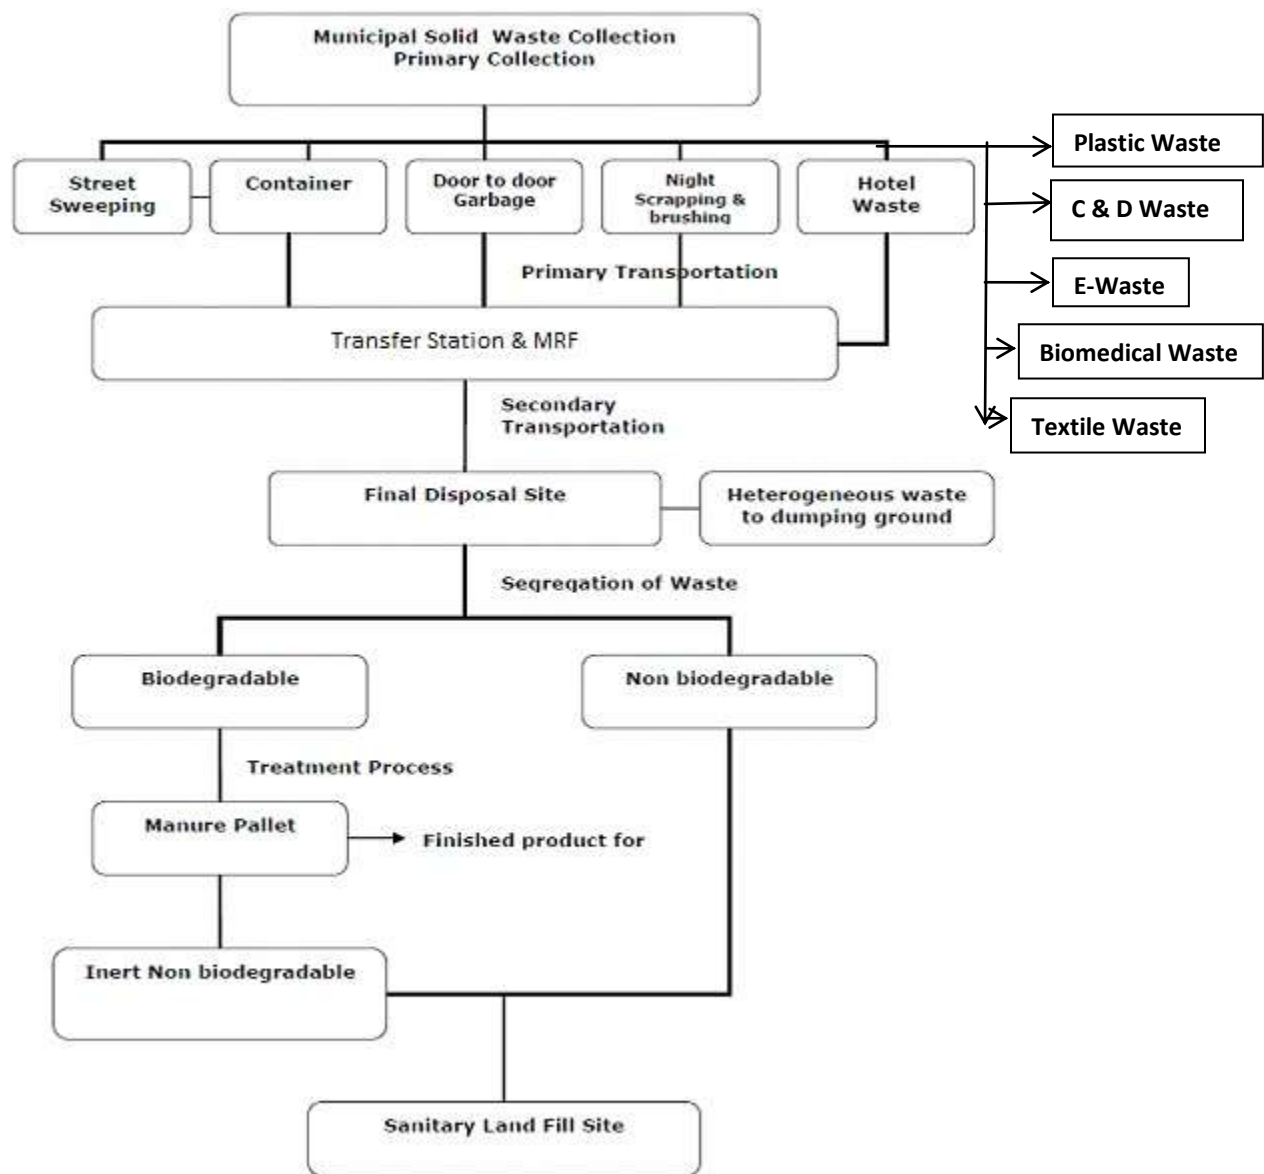 Municipal Solid Waste Collection
Primary Collection
Street
Sweeping
Container
Door to door
Garbage
Night
Scrapping &
brushing
Hotel
Waste
Plastic Waste
C & D Waste
E-Waste
Biomedical Waste
Textile Waste
Primary Transportation
Transfer Station & MRF
Secondary
Transportation
Final Disposal Site
Heterogeneous waste
to dumping ground
Segregation of Waste
Biodegradable
Non biodegradable
Treatment Process
Manure Pallet
Finished product for
Inert Non biodegradable
Sanitary Land Fill Site